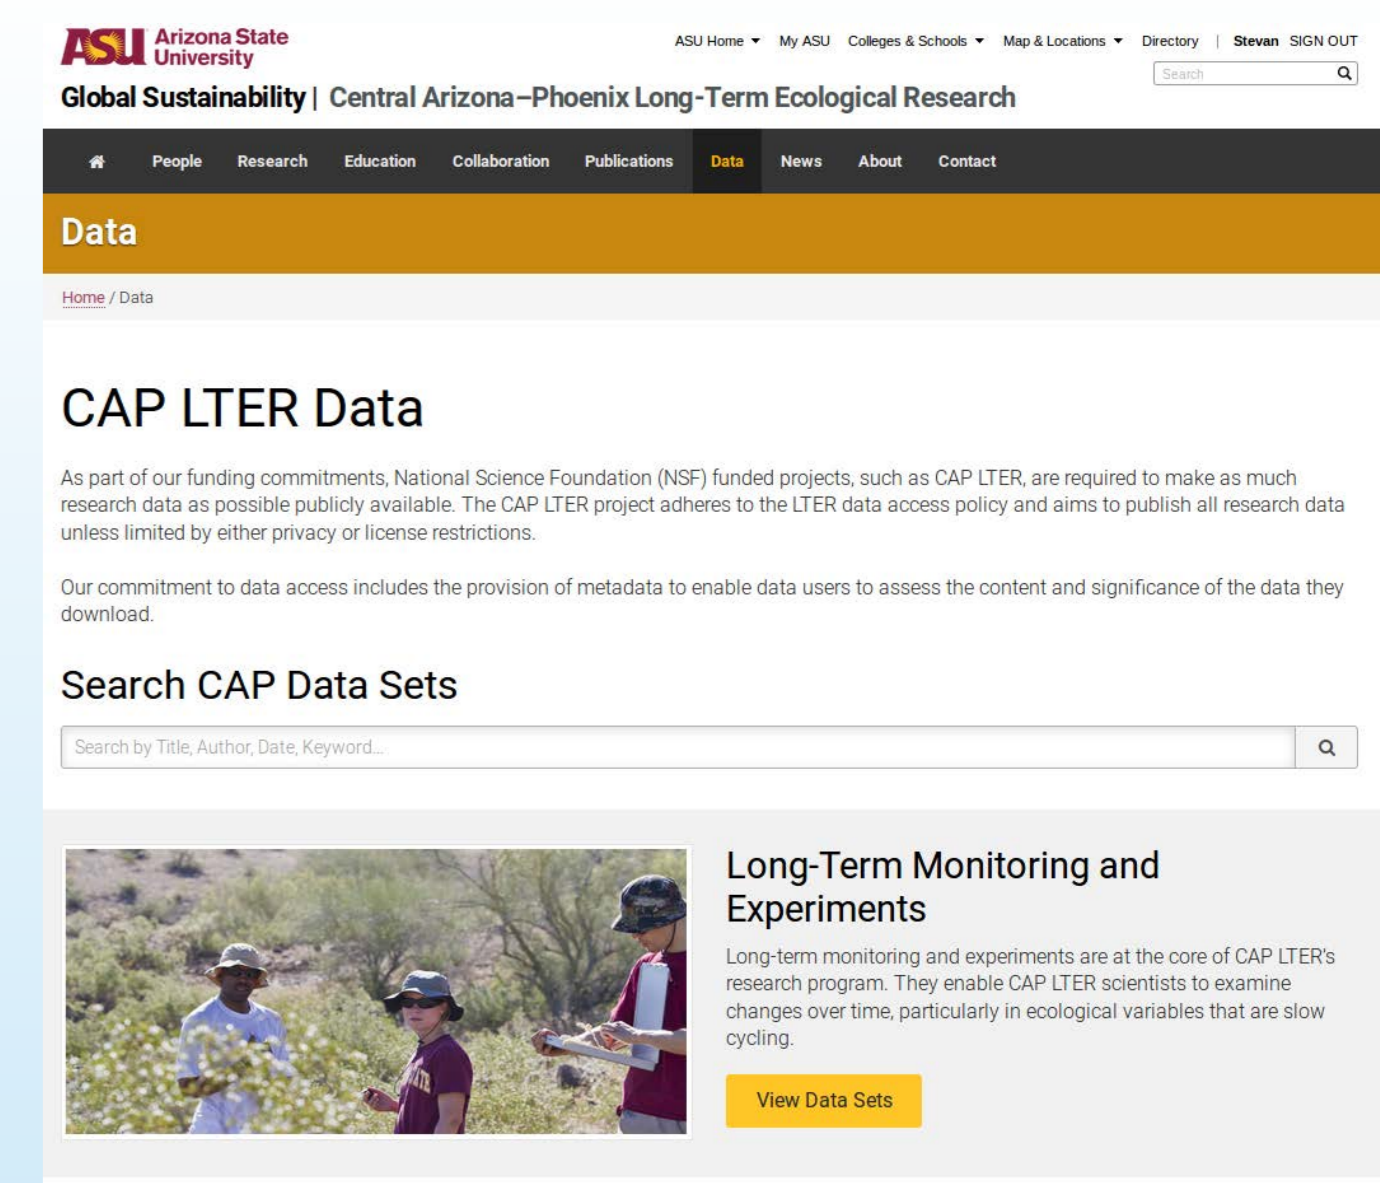 ASU Arizona State
University
ASU Home My ASU Colleges & Schools Map & Locations Directory | Stevan SIGN OUT
Search
Global Sustainability | Central Arizona–Phoenix Long-Term Ecological Research
People Research Education Collaboration Publications Data News About Contact
Data
Home / Data
CAP LTER Data
As part of our funding commitments, National Science Foundation (NSF) funded projects, such as CAP LTER, are required to make as much
research data as possible publicly available. The CAP LTER project adheres to the LTER data access policy and aims to publish all research data
unless limited by either privacy or license restrictions.
Our commitment to data access includes the provision of metadata to enable data users to assess the content and significance of the data they
download.
Search CAP Data Sets
Search by Title, Author, Date, Keyword...
Long-Term Monitoring and
Experiments
Long-term monitoring and experiments are at the core of CAP LTER's
research program. They enable CAP LTER scientists to examine
changes over time, particularly in ecological variables that are slow
cycling.
View Data Sets